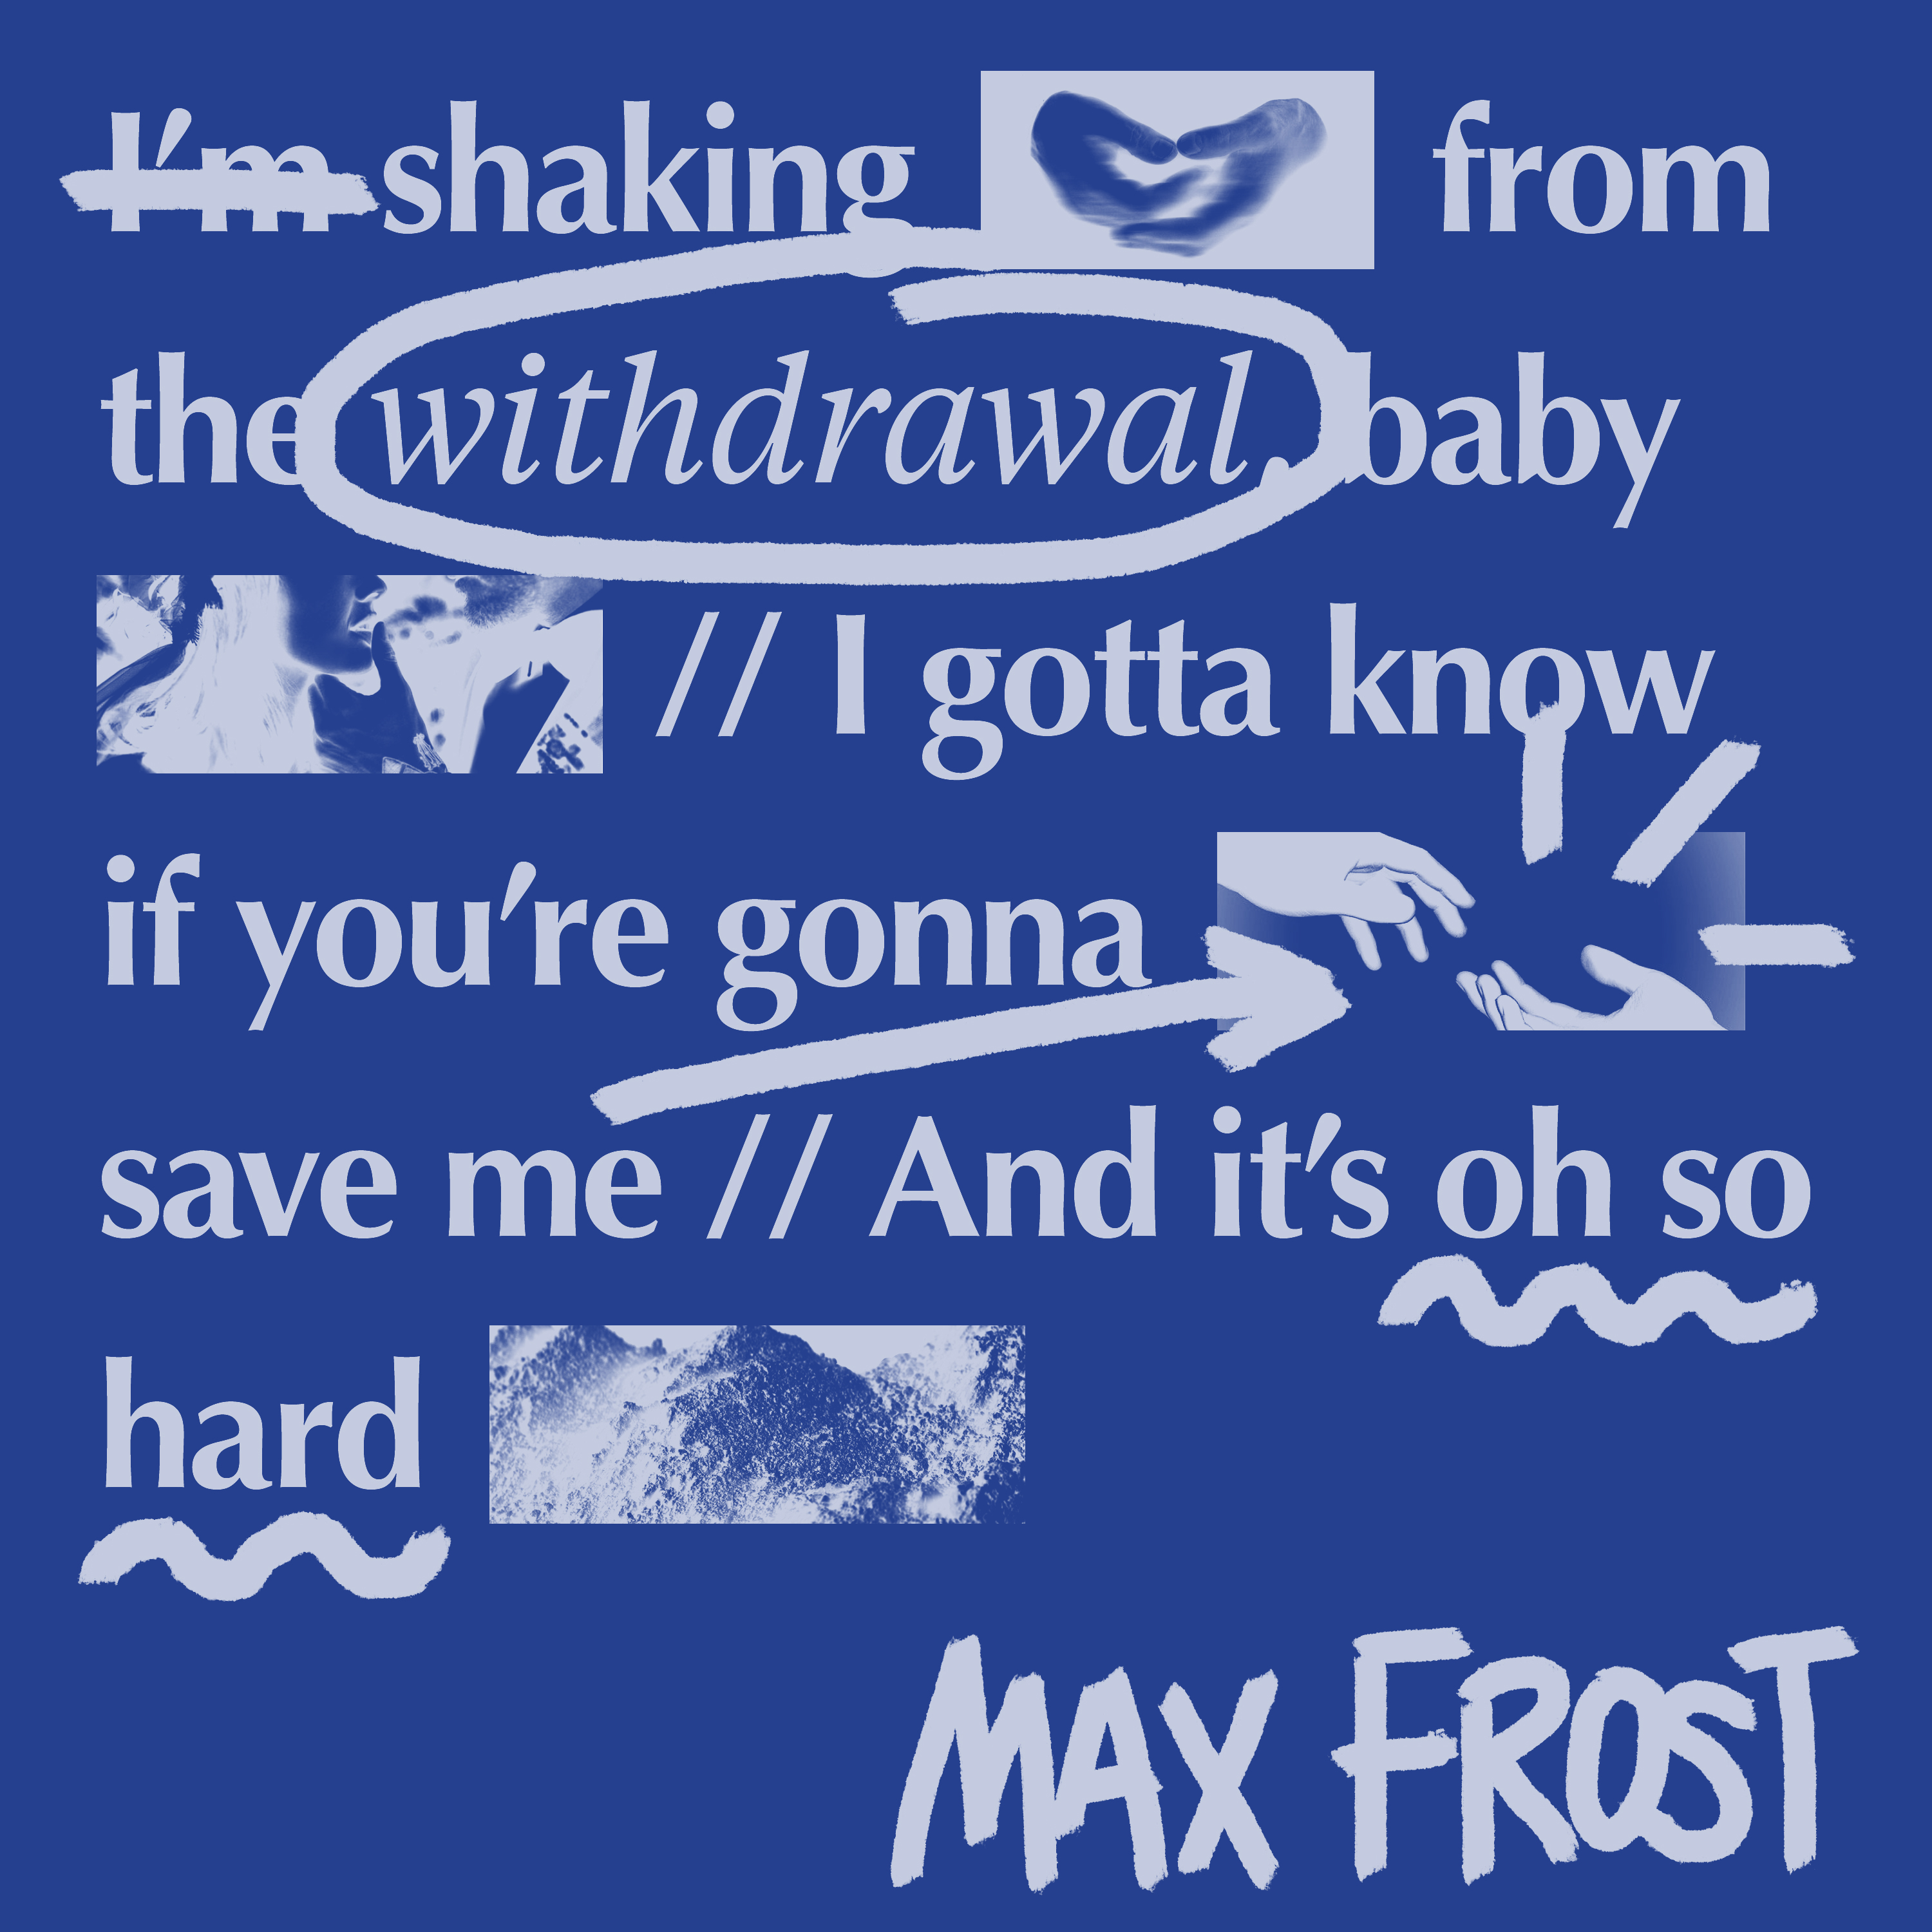 I'm shaking from
the withdrawal, baby
// I gotta know
if you're gonna
save me // And it's oh so
hard
MAX FROST